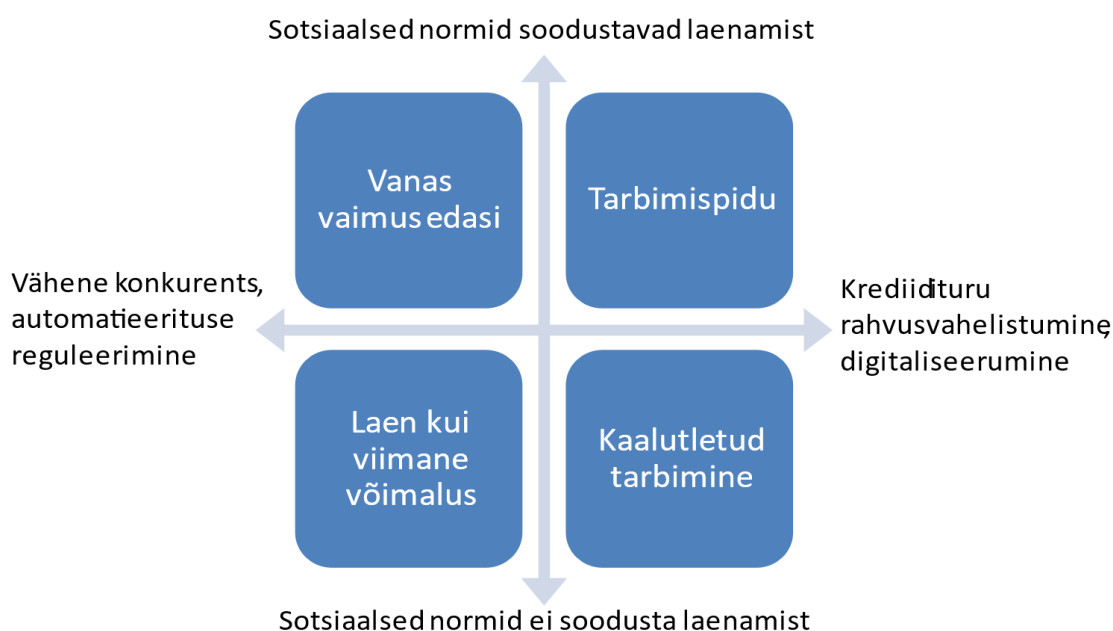 Sotsiaalsed normid soodustavad laenamist
Vanas
vaimus edasi
Tarbimispidu
Vähene konkurents,
automatieerituse
reguleerimine
Krediidituru
rahvusvahelistumine,
digitaliseerumine
Laen kui
viimane
võimalus
Kaalutletud
tarbimine
Sotsiaalsed normid ei soodusta laenamist